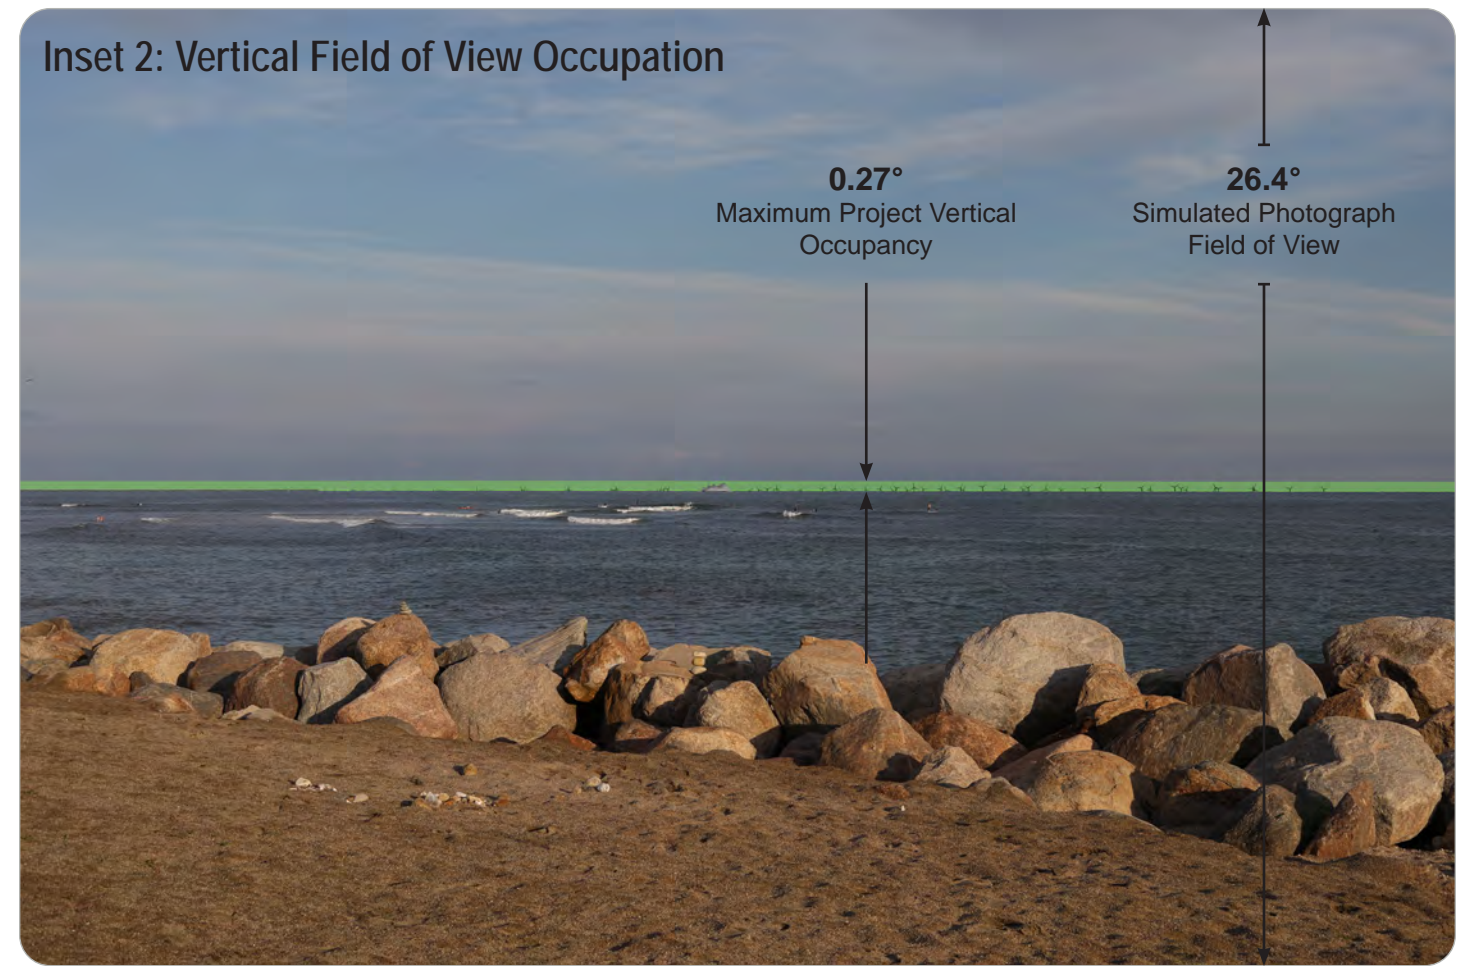 Inset 2: Vertical Field of View Occupation
0.27°
Maximum Project Vertical
Occupancy
26.4°
Simulated Photograph
Field of View